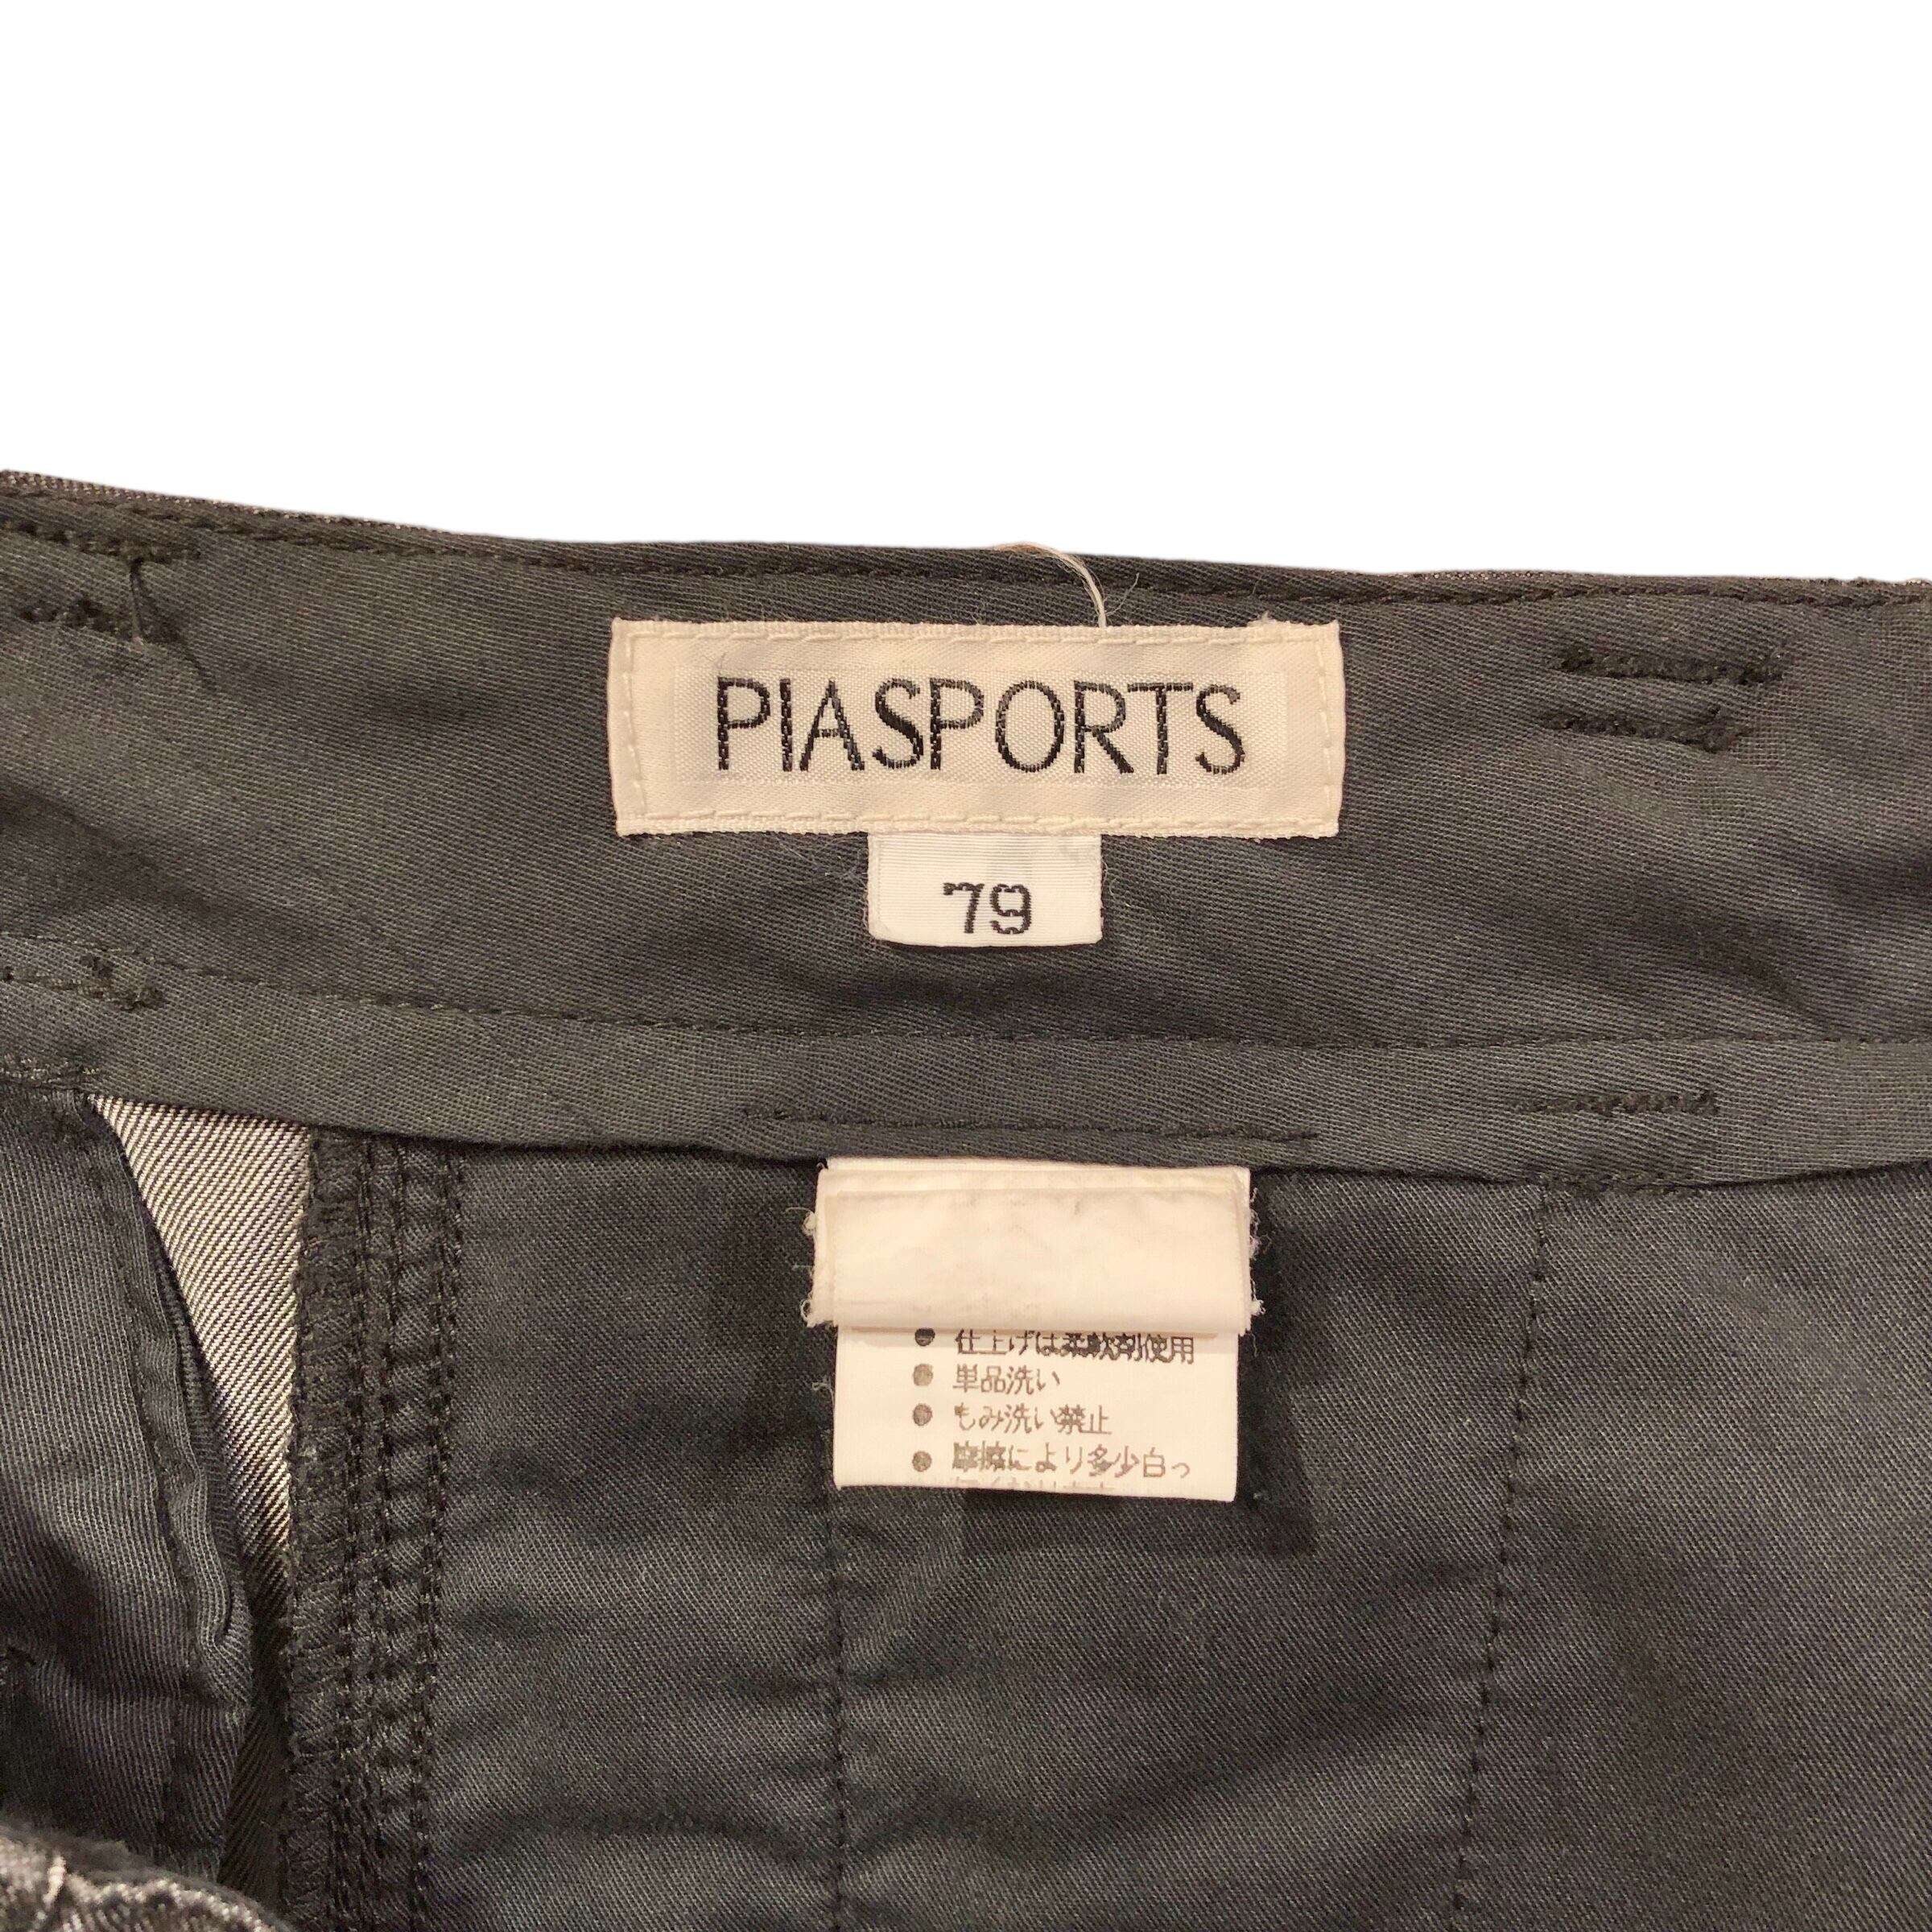 PIASPORTS
79
● 仕上げは柔軟剤使用
● 単品洗い
● もみ洗い禁止
● 摩擦により多少白っ